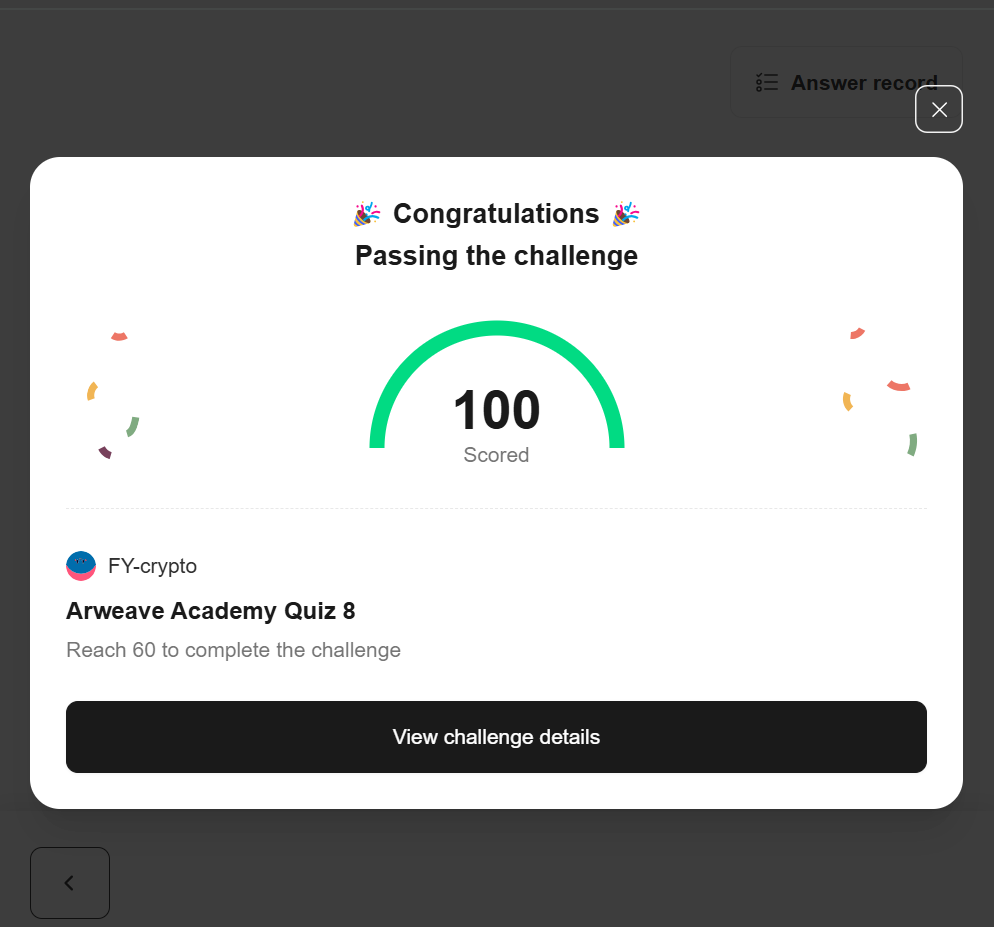 Answer record
Congratulations
Passing the challenge
100
Scored
FY-crypto
Arweave Academy Quiz 8
Reach 60 to complete the challenge
View challenge details